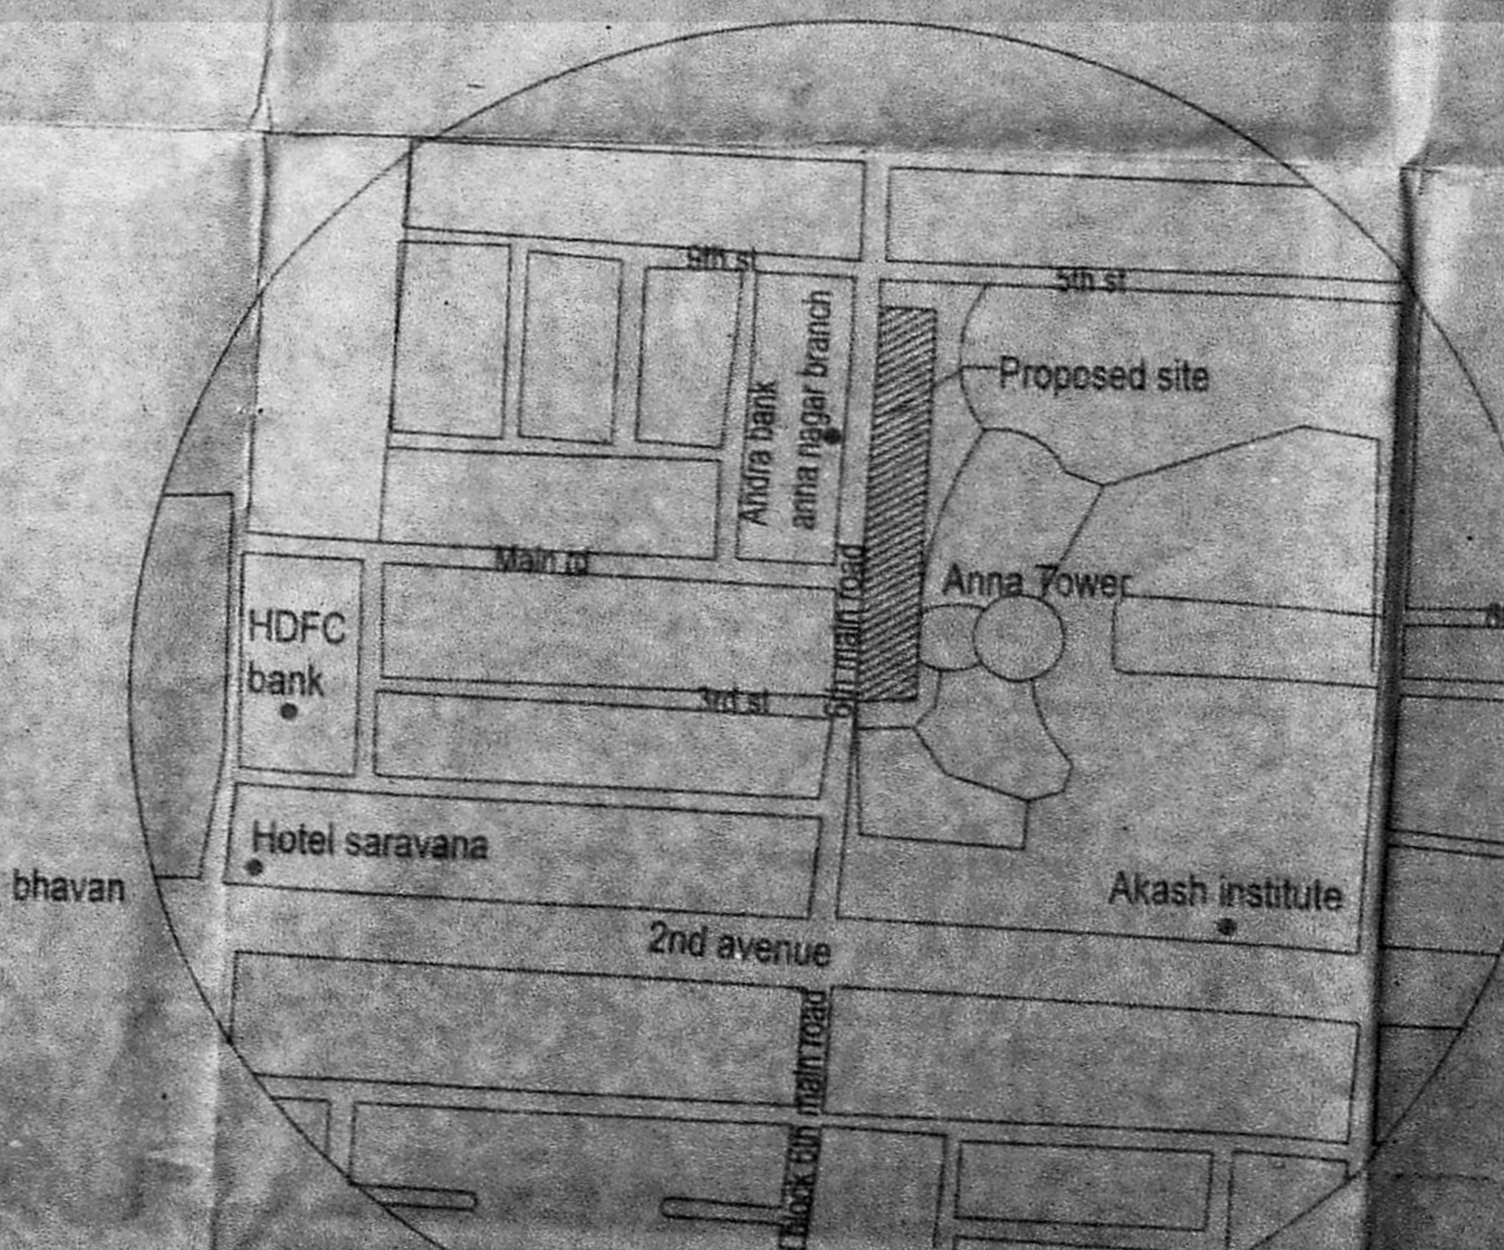 9th st
5th st
Proposed site
Andra bank
anna nagar branch
Main rd
Anna Tower
HDFC
bank
6th main road
3rd st
Hotel saravana
bhavan
Akash institute
2nd avenue
block 6th main road